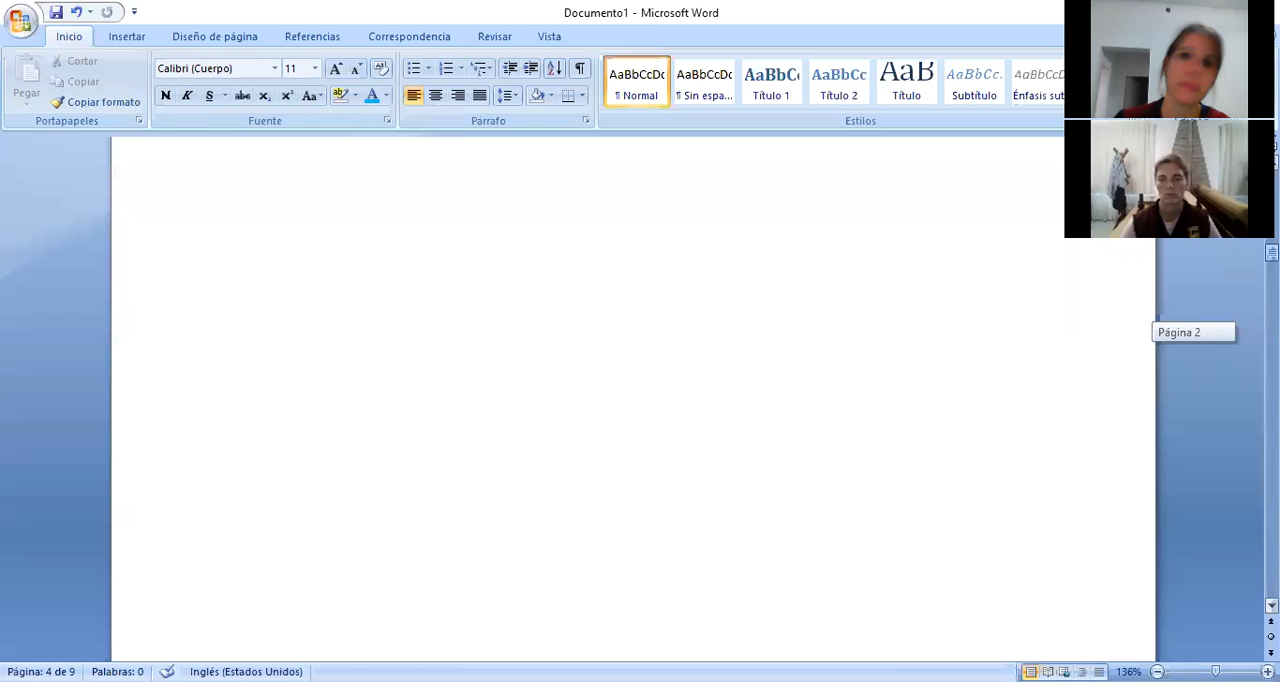 Documento1 - Microsoft Word
Inicio
Insertar
Diseño de página
Referencias
Correspondencia
Revisar
Vista
Pegar
Cortar
Copiar
Copiar formato
Portapapeles
Calibri (Cuerpo)
11
Fuente
Párrafo
AaBbCcDc
¶ Normal
AaBbCcDc
¶ Sin espa...
AaBbC
Título 1
AaBbCc
Título 2
AaB
Título
AaBbCc.
Subtítulo
AaBbCcD
Énfasis sut
Estilos
Página 2
Página: 4 de 9
Palabras: 0
Inglés (Estados Unidos)
136%